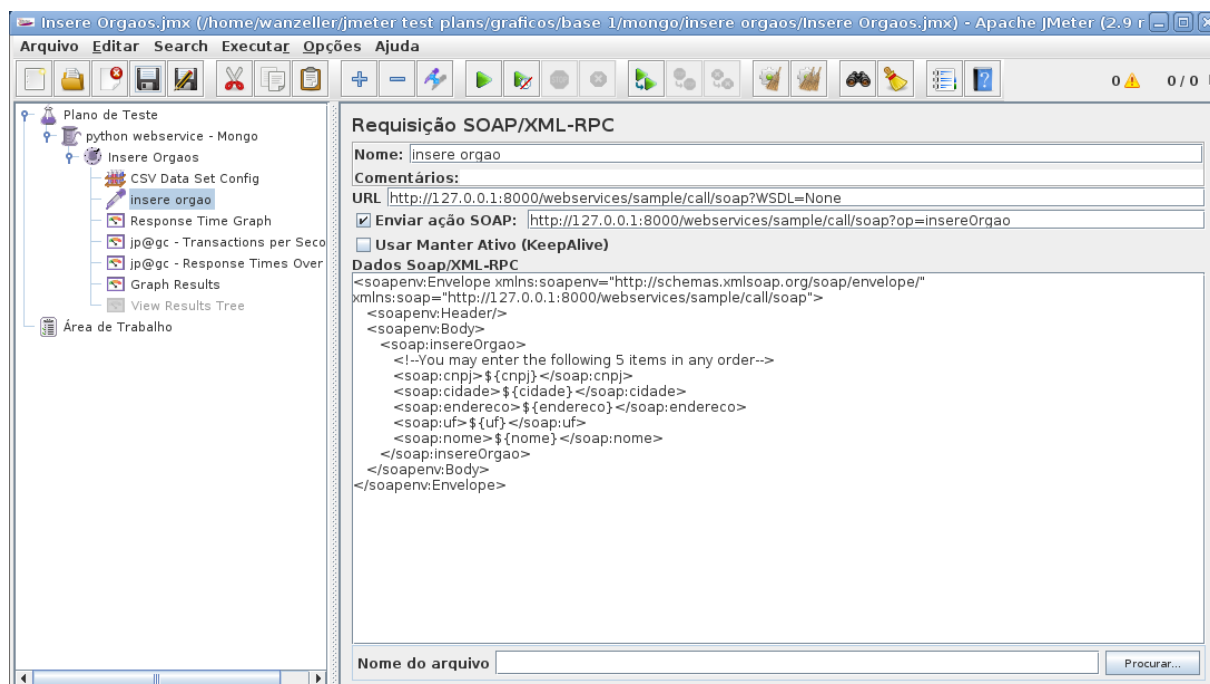 Insere Orgaos.jmx (/home/wanzeller/jmeter test plans/graficos/base 1/mongo/insere orgaos/Insere Orgaos.jmx) - Apache JMeter (2.9 r
Arquivo Editar Search Executar Opções Ajuda
0 0 / 0
Plano de Teste
python webservice - Mongo
Insere Orgaos
CSV Data Set Config
insere orgao
Response Time Graph
jp@gc - Transactions per Seco
jp@gc - Response Times Over
Graph Results
View Results Tree
Área de Trabalho
Requisição SOAP/XML-RPC
Nome: insere orgao
Comentários:
URL http://127.0.0.1:8000/webservices/sample/call/soap?WSDL=None
Enviar ação SOAP: http://127.0.0.1:8000/webservices/sample/call/soap?op=insereOrgao
Usar Manter Ativo (KeepAlive)
Dados Soap/XML-RPC
<soapenv:Envelope xmlns:soapenv="http://schemas.xmlsoap.org/soap/envelope/"
xmlns:soap="http://127.0.0.1:8000/webservices/sample/call/soap">
<soapenv:Header/>
<soapenv:Body>
<soap:insereOrgao>
<!--You may enter the following 5 items in any order-->
<soap:cnpj>${cnpj}</soap:cnpj>
<soap:cidade>${cidade}</soap:cidade>
<soap:endereco>${endereco}</soap:endereco>
<soap:uf>${uf}</soap:uf>
<soap:nome>${nome}</soap:nome>
</soap:insereOrgao>
</soapenv:Body>
</soapenv:Envelope>
Nome do arquivo
Procurar...